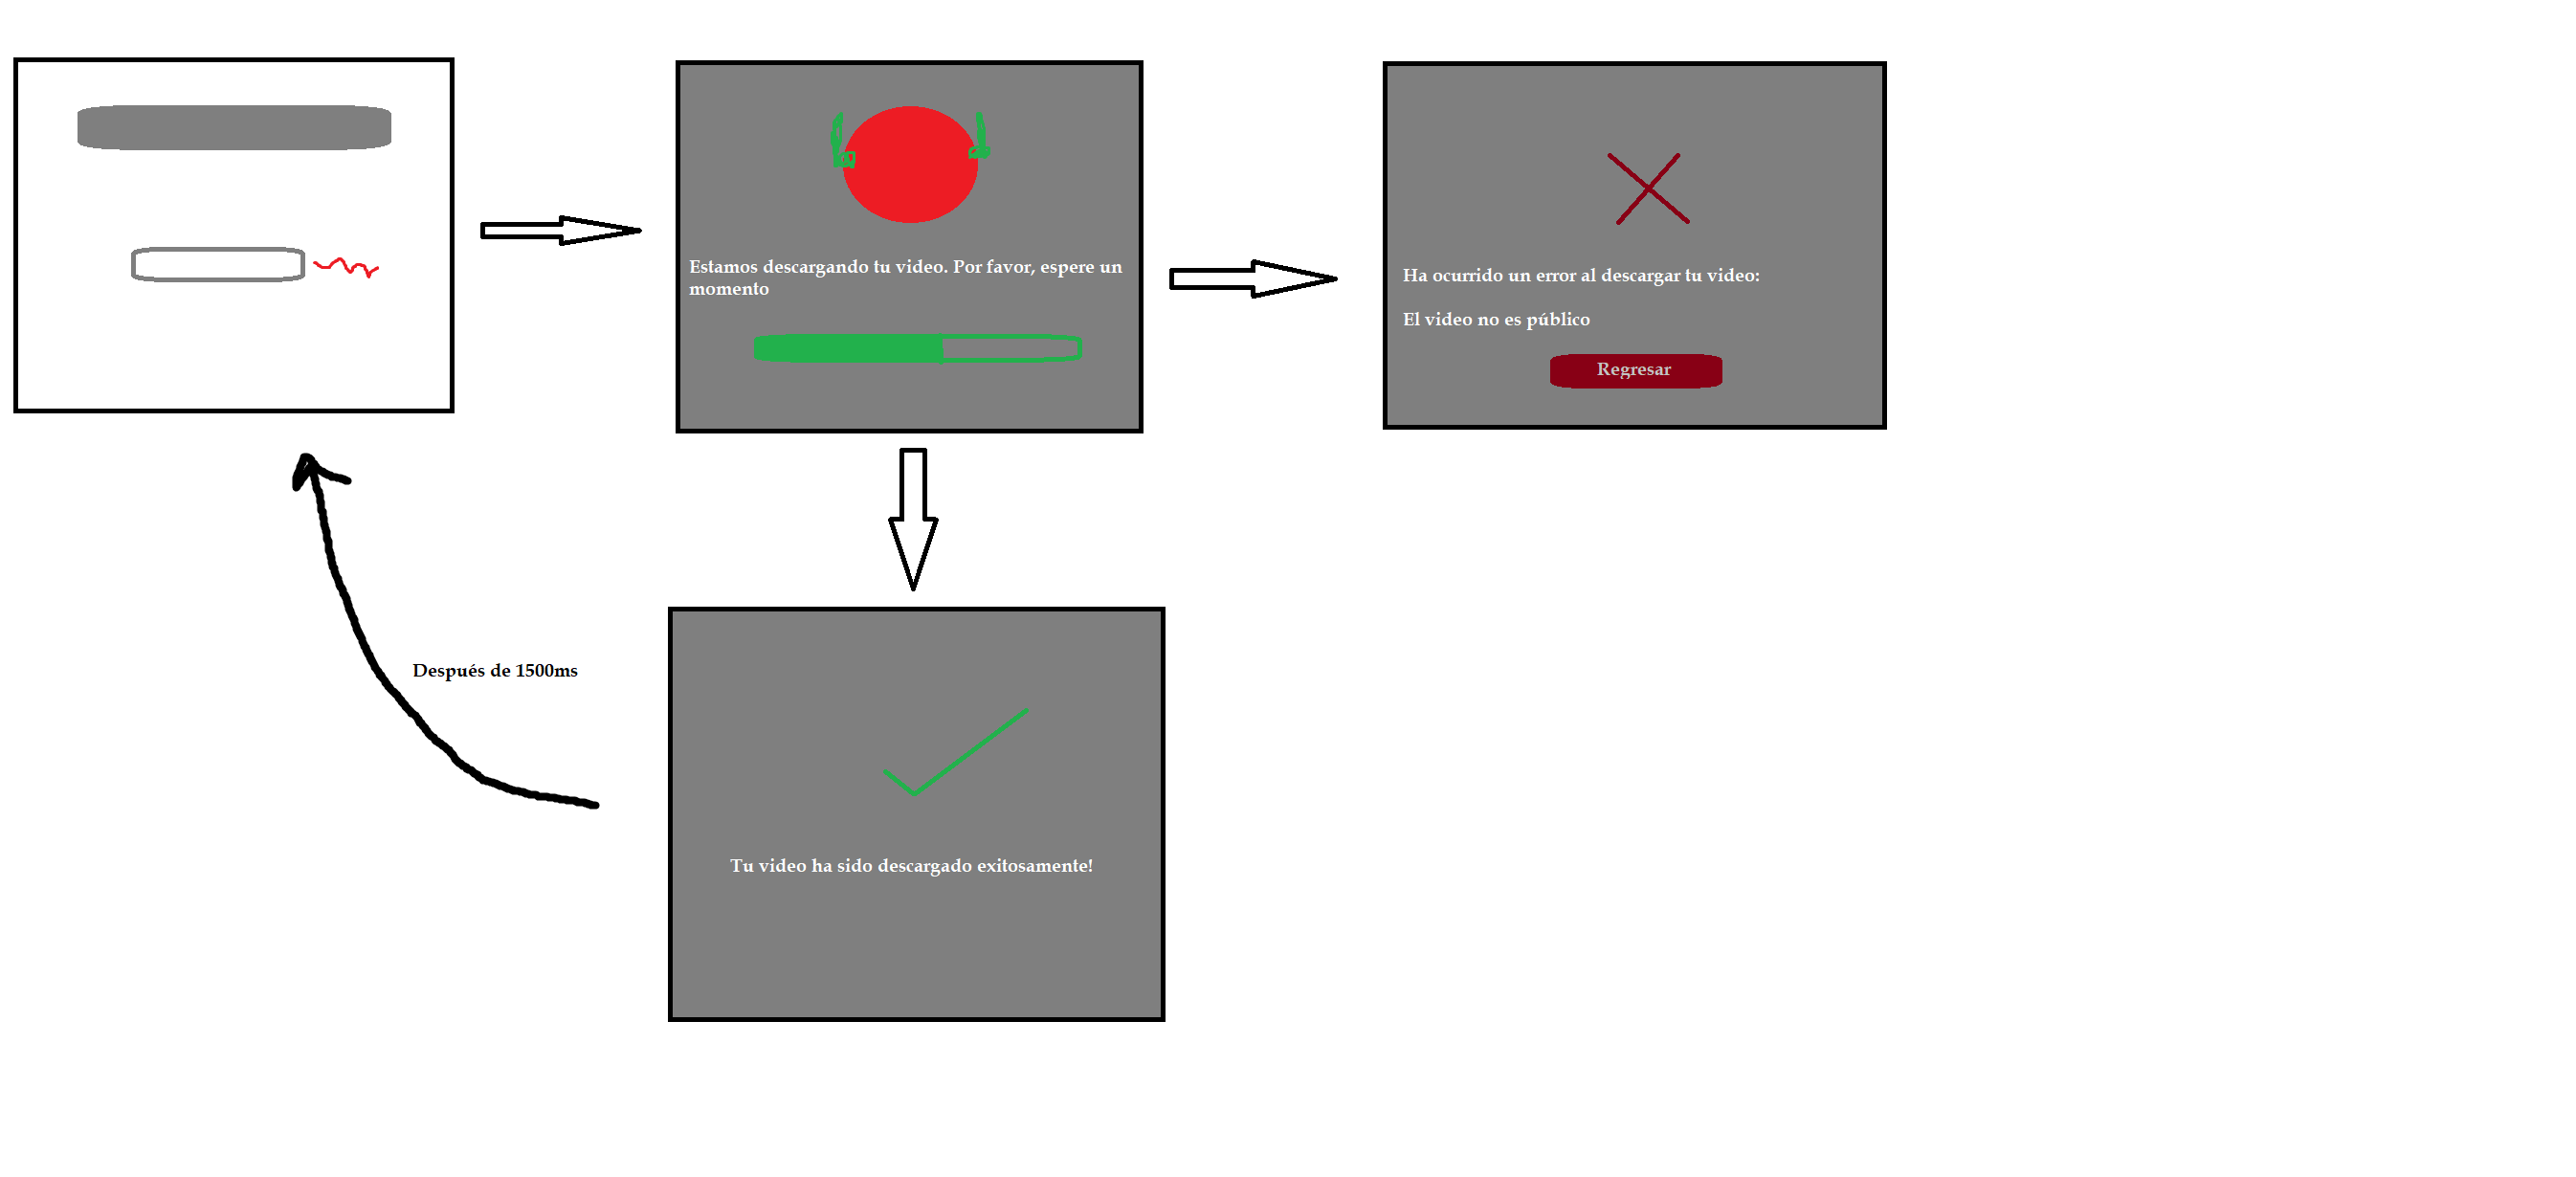 Estamos descargando tu video. Por favor, espere un
momento
Ha ocurrido un error al descargar tu video:
El video no es público
Regresar
Después de 1500ms
Tu video ha sido descargado exitosamente!